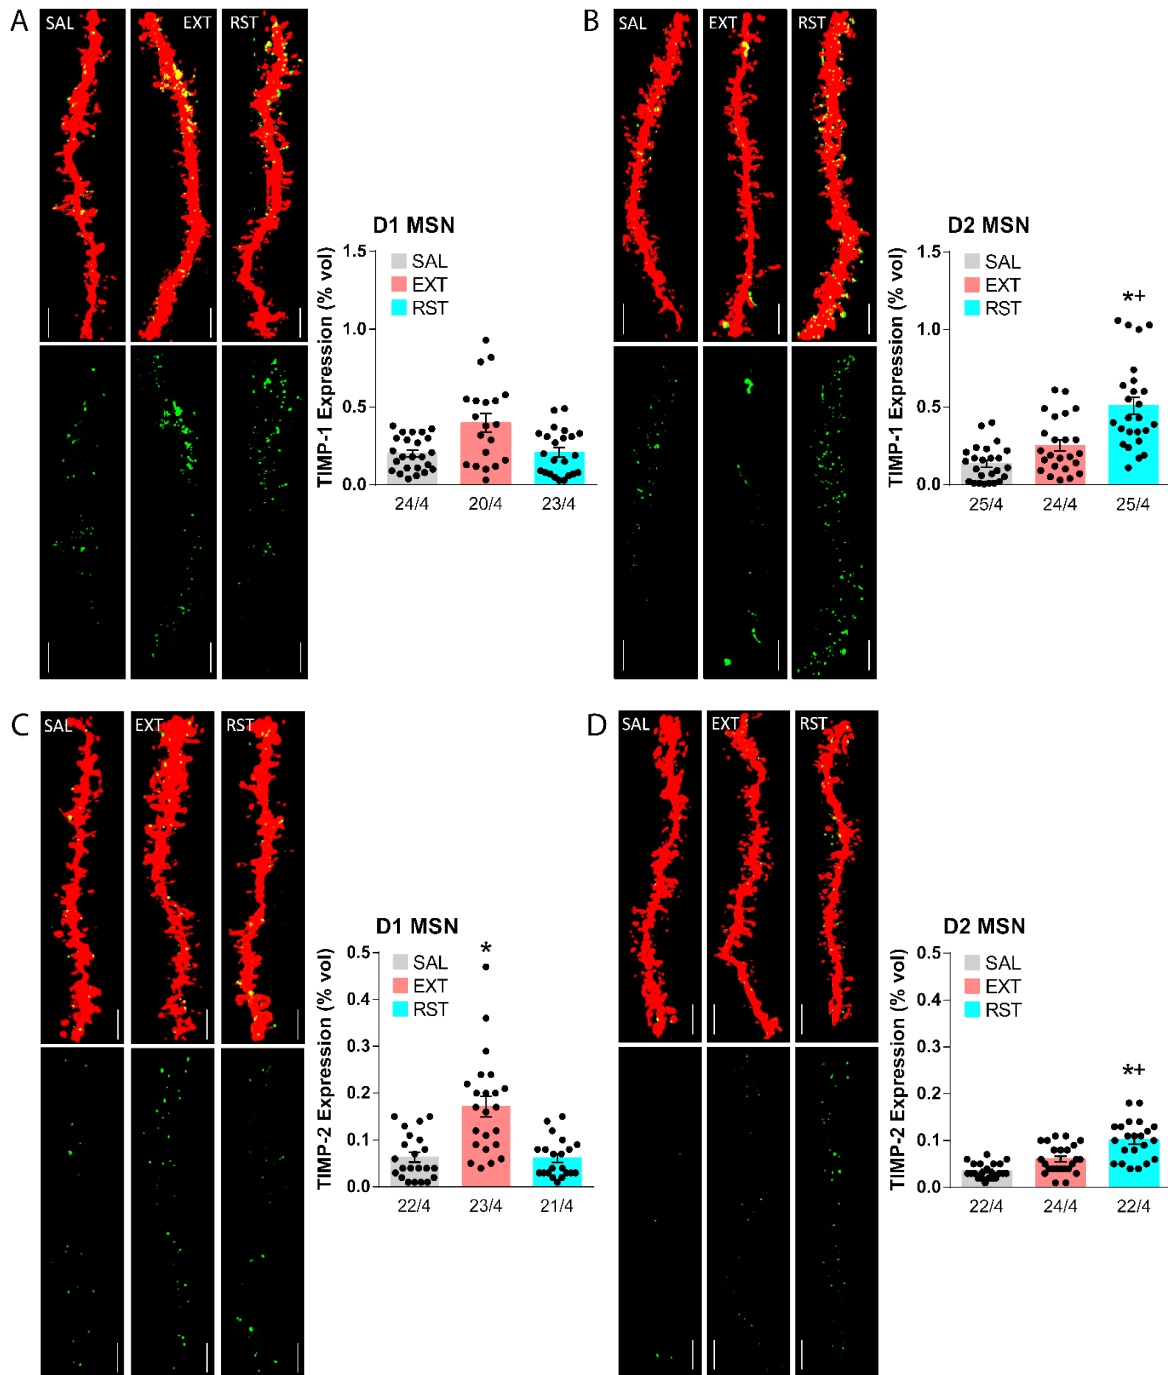 A
SAL
EXT
RST
D1 MSN
TIMP-1 Expression (% vol)
1.5
1.0
0.5
0.0
SAL
EXT
RST
24/4
20/4
23/4
B
SAL
EXT
RST
D2 MSN
TIMP-1 Expression (% vol)
1.5
1.0
0.5
0.0
SAL
EXT
RST
*+
25/4
24/4
25/4
C
SAL
EXT
RST
D1 MSN
TIMP-2 Expression (% vol)
0.5
0.4
0.3
0.2
0.1
0.0
SAL
EXT
RST
*
22/4
23/4
21/4
D
SAL
EXT
RST
D2 MSN
TIMP-2 Expression (% vol)
0.5
0.4
0.3
0.2
0.1
0.0
SAL
EXT
RST
*+
22/4
24/4
22/4